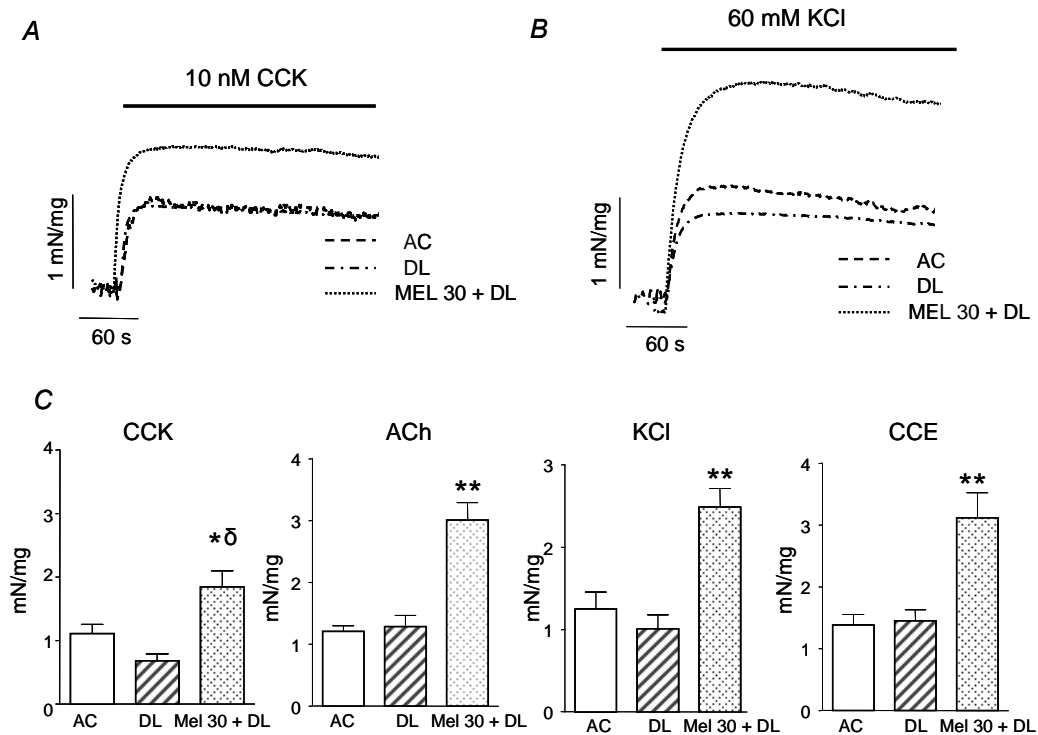 A
10 nM CCK
1 mN/mg
60 s
AC
DL
MEL 30 + DL
B
60 mM KCl
1 mN/mg
60 s
AC
DL
MEL 30 + DL
C
CCK
mN/mg
4
3
2
1
0
*δ
AC DL Mel 30 + DL
ACh
mN/mg
4
3
2
1
0
**
AC DL Mel 30 + DL
KCl
mN/mg
3
2
1
0
**
AC DL Mel 30 + DL
CCE
mN/mg
4
3
2
1
0
**
AC DL Mel 30 + DL